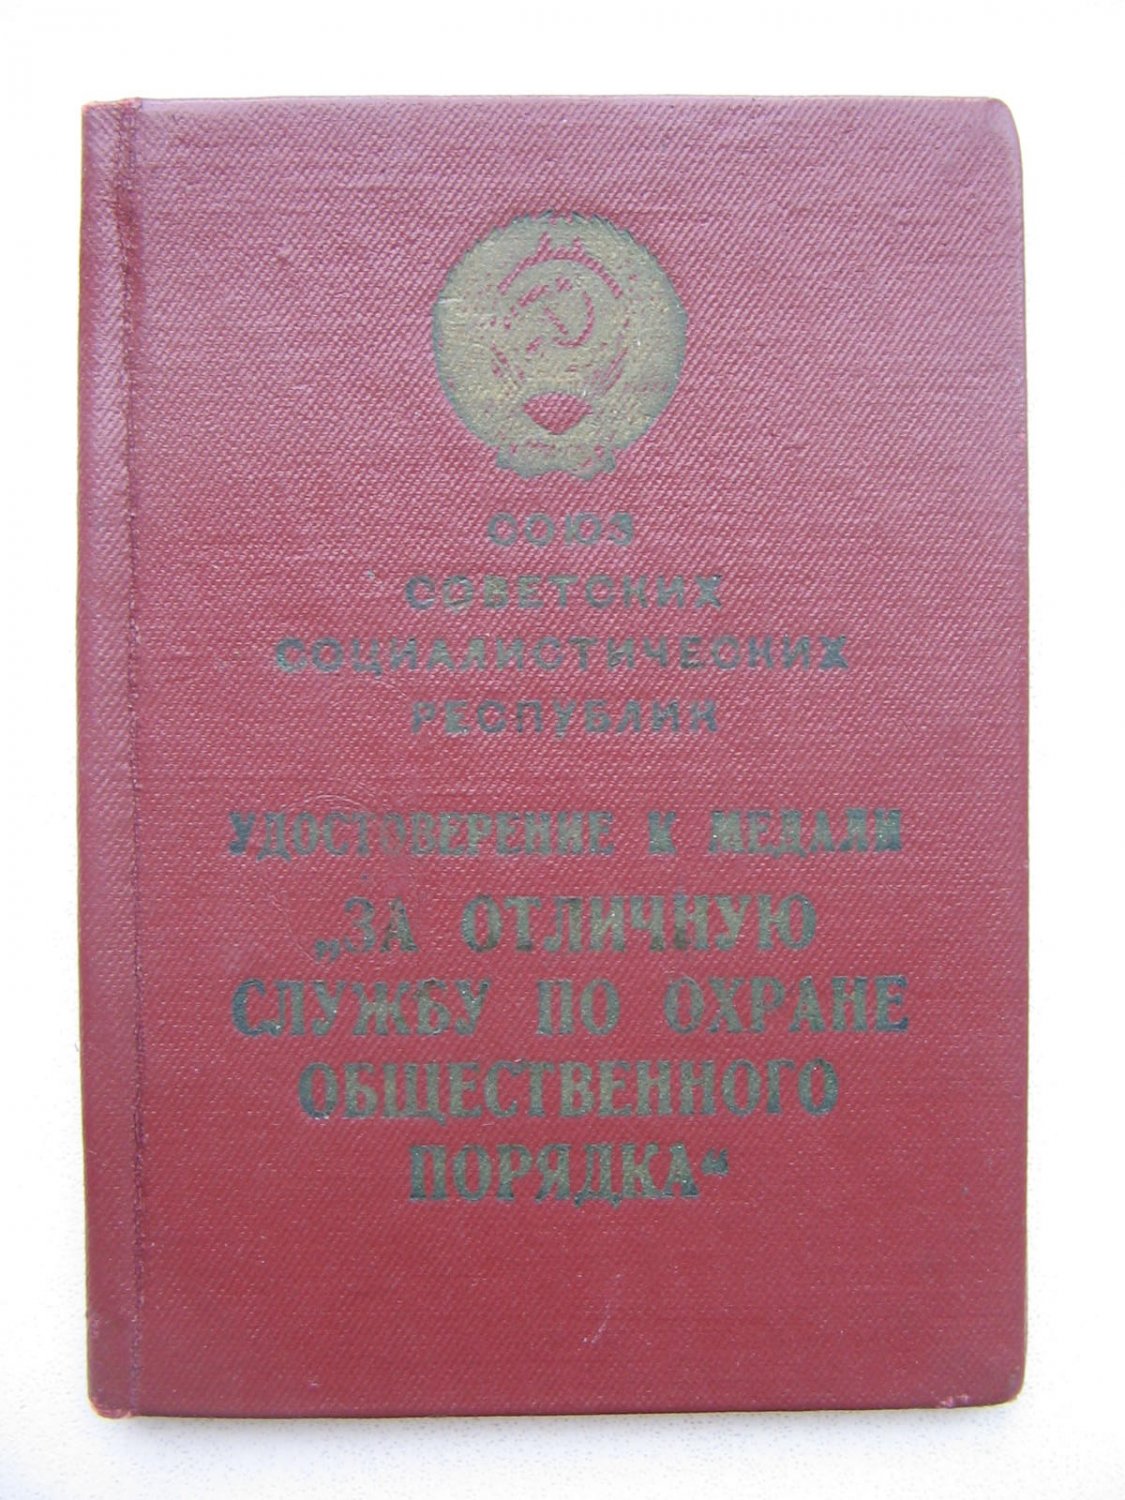 СОЮЗ
СОВЕТСКИХ
СОЦИАЛИСТИЧЕСКИХ
РЕСПУБЛИК
УДОСТОВЕРЕНИЕ К МЕДАЛИ
„ЗА ОТЛИЧНУЮ
СЛУЖБУ ПО ОХРАНЕ
ОБЩЕСТВЕННОГО
ПОРЯДКА“